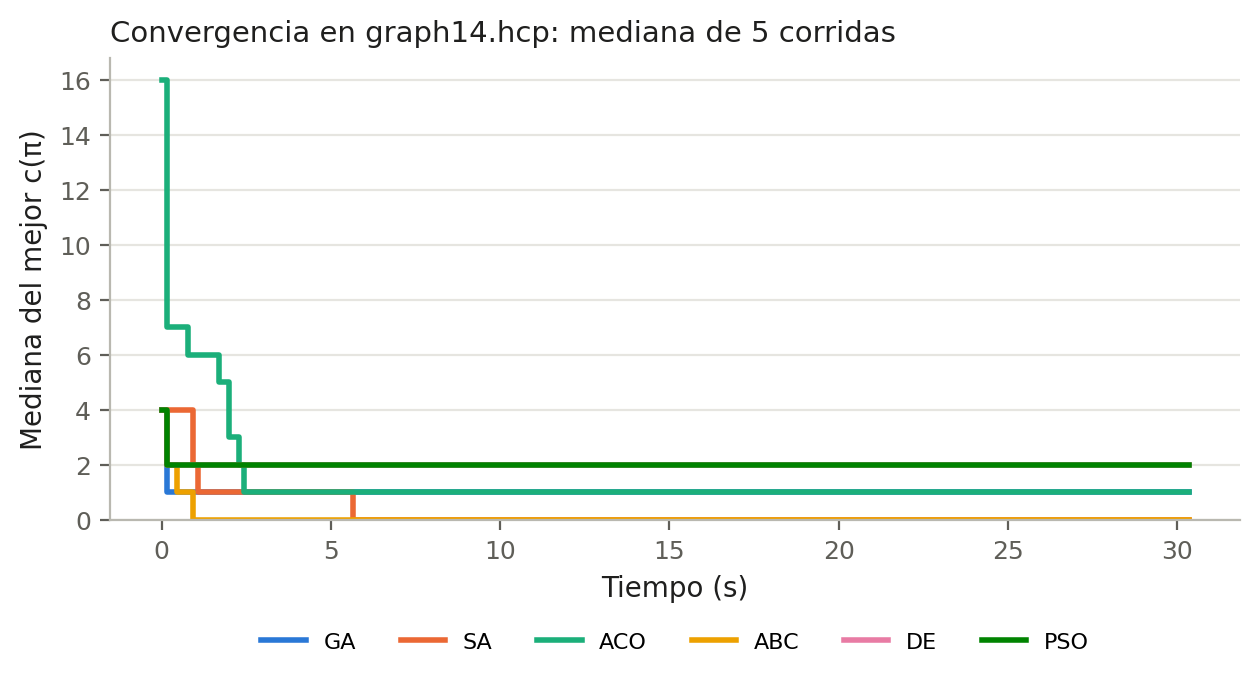 Convergencia en graph14.hcp: mediana de 5 corridas
Mediana del mejor c(π)
16
14
12
10
8
6
4
2
0
0 5 10 15 20 25 30
Tiempo (s)
GA SA ACO ABC DE PSO